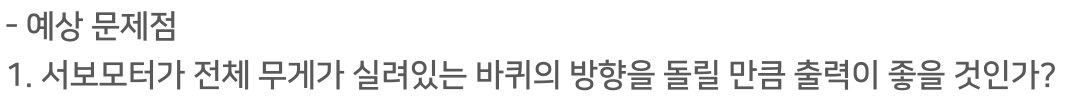 - 예상 문제점
1. 서보모터가 전체 무게가 실려있는 바퀴의 방향을 돌릴 만큼 출력이 좋을 것인가?